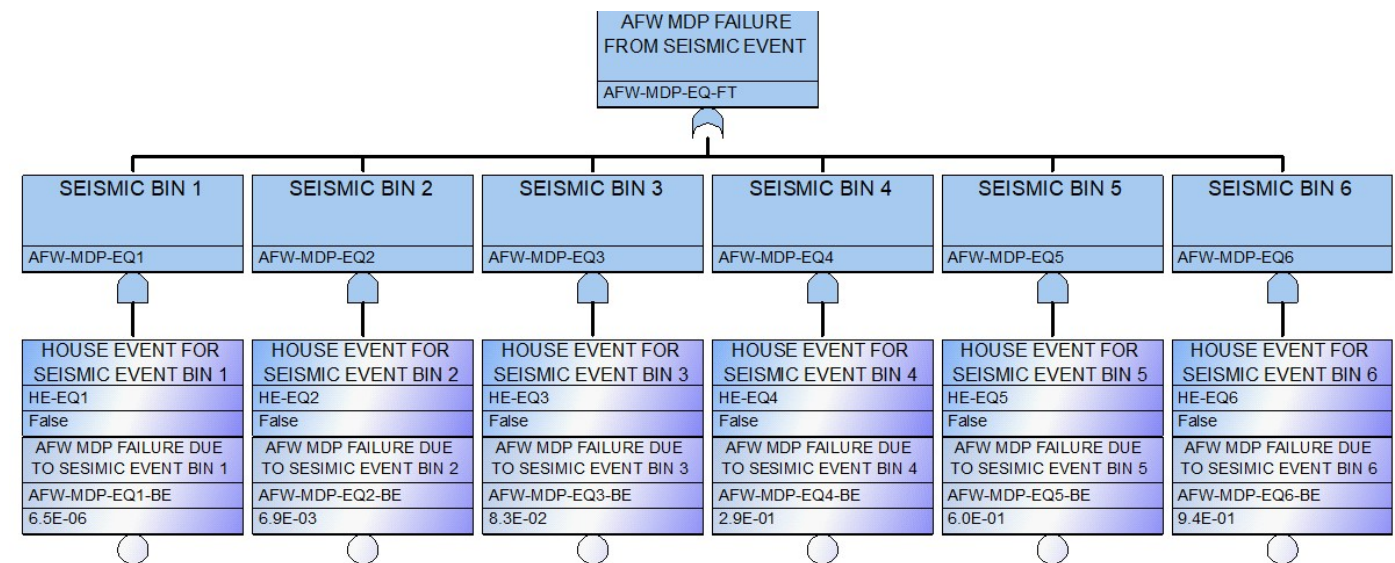 AFW MDP FAILURE
FROM SEISMIC EVENT
AFW-MDP-EQ-FT
SEISMIC BIN 1
AFW-MDP-EQ1
SEISMIC BIN 2
AFW-MDP-EQ2
SEISMIC BIN 3
AFW-MDP-EQ3
SEISMIC BIN 4
AFW-MDP-EQ4
SEISMIC BIN 5
AFW-MDP-EQ5
SEISMIC BIN 6
AFW-MDP-EQ6
HOUSE EVENT FOR
SEISMIC EVENT BIN 1
HE-EQ1
False
AFW MDP FAILURE DUE
TO SESIMIC EVENT BIN 1
AFW-MDP-EQ1-BE
6.5E-06
HOUSE EVENT FOR
SEISMIC EVENT BIN 2
HE-EQ2
False
AFW MDP FAILURE DUE
TO SESIMIC EVENT BIN 2
AFW-MDP-EQ2-BE
6.9E-03
HOUSE EVENT FOR
SEISMIC EVENT BIN 3
HE-EQ3
False
AFW MDP FAILURE DUE
TO SESIMIC EVENT BIN 3
AFW-MDP-EQ3-BE
8.3E-02
HOUSE EVENT FOR
SEISMIC EVENT BIN 4
HE-EQ4
False
AFW MDP FAILURE DUE
TO SESIMIC EVENT BIN 4
AFW-MDP-EQ4-BE
2.9E-01
HOUSE EVENT FOR
SEISMIC EVENT BIN 5
HE-EQ5
False
AFW MDP FAILURE DUE
TO SESIMIC EVENT BIN 5
AFW-MDP-EQ5-BE
6.0E-01
HOUSE EVENT FOR
SEISMIC EVENT BIN 6
HE-EQ6
False
AFW MDP FAILURE DUE
TO SESIMIC EVENT BIN 6
AFW-MDP-EQ6-BE
9.4E-01